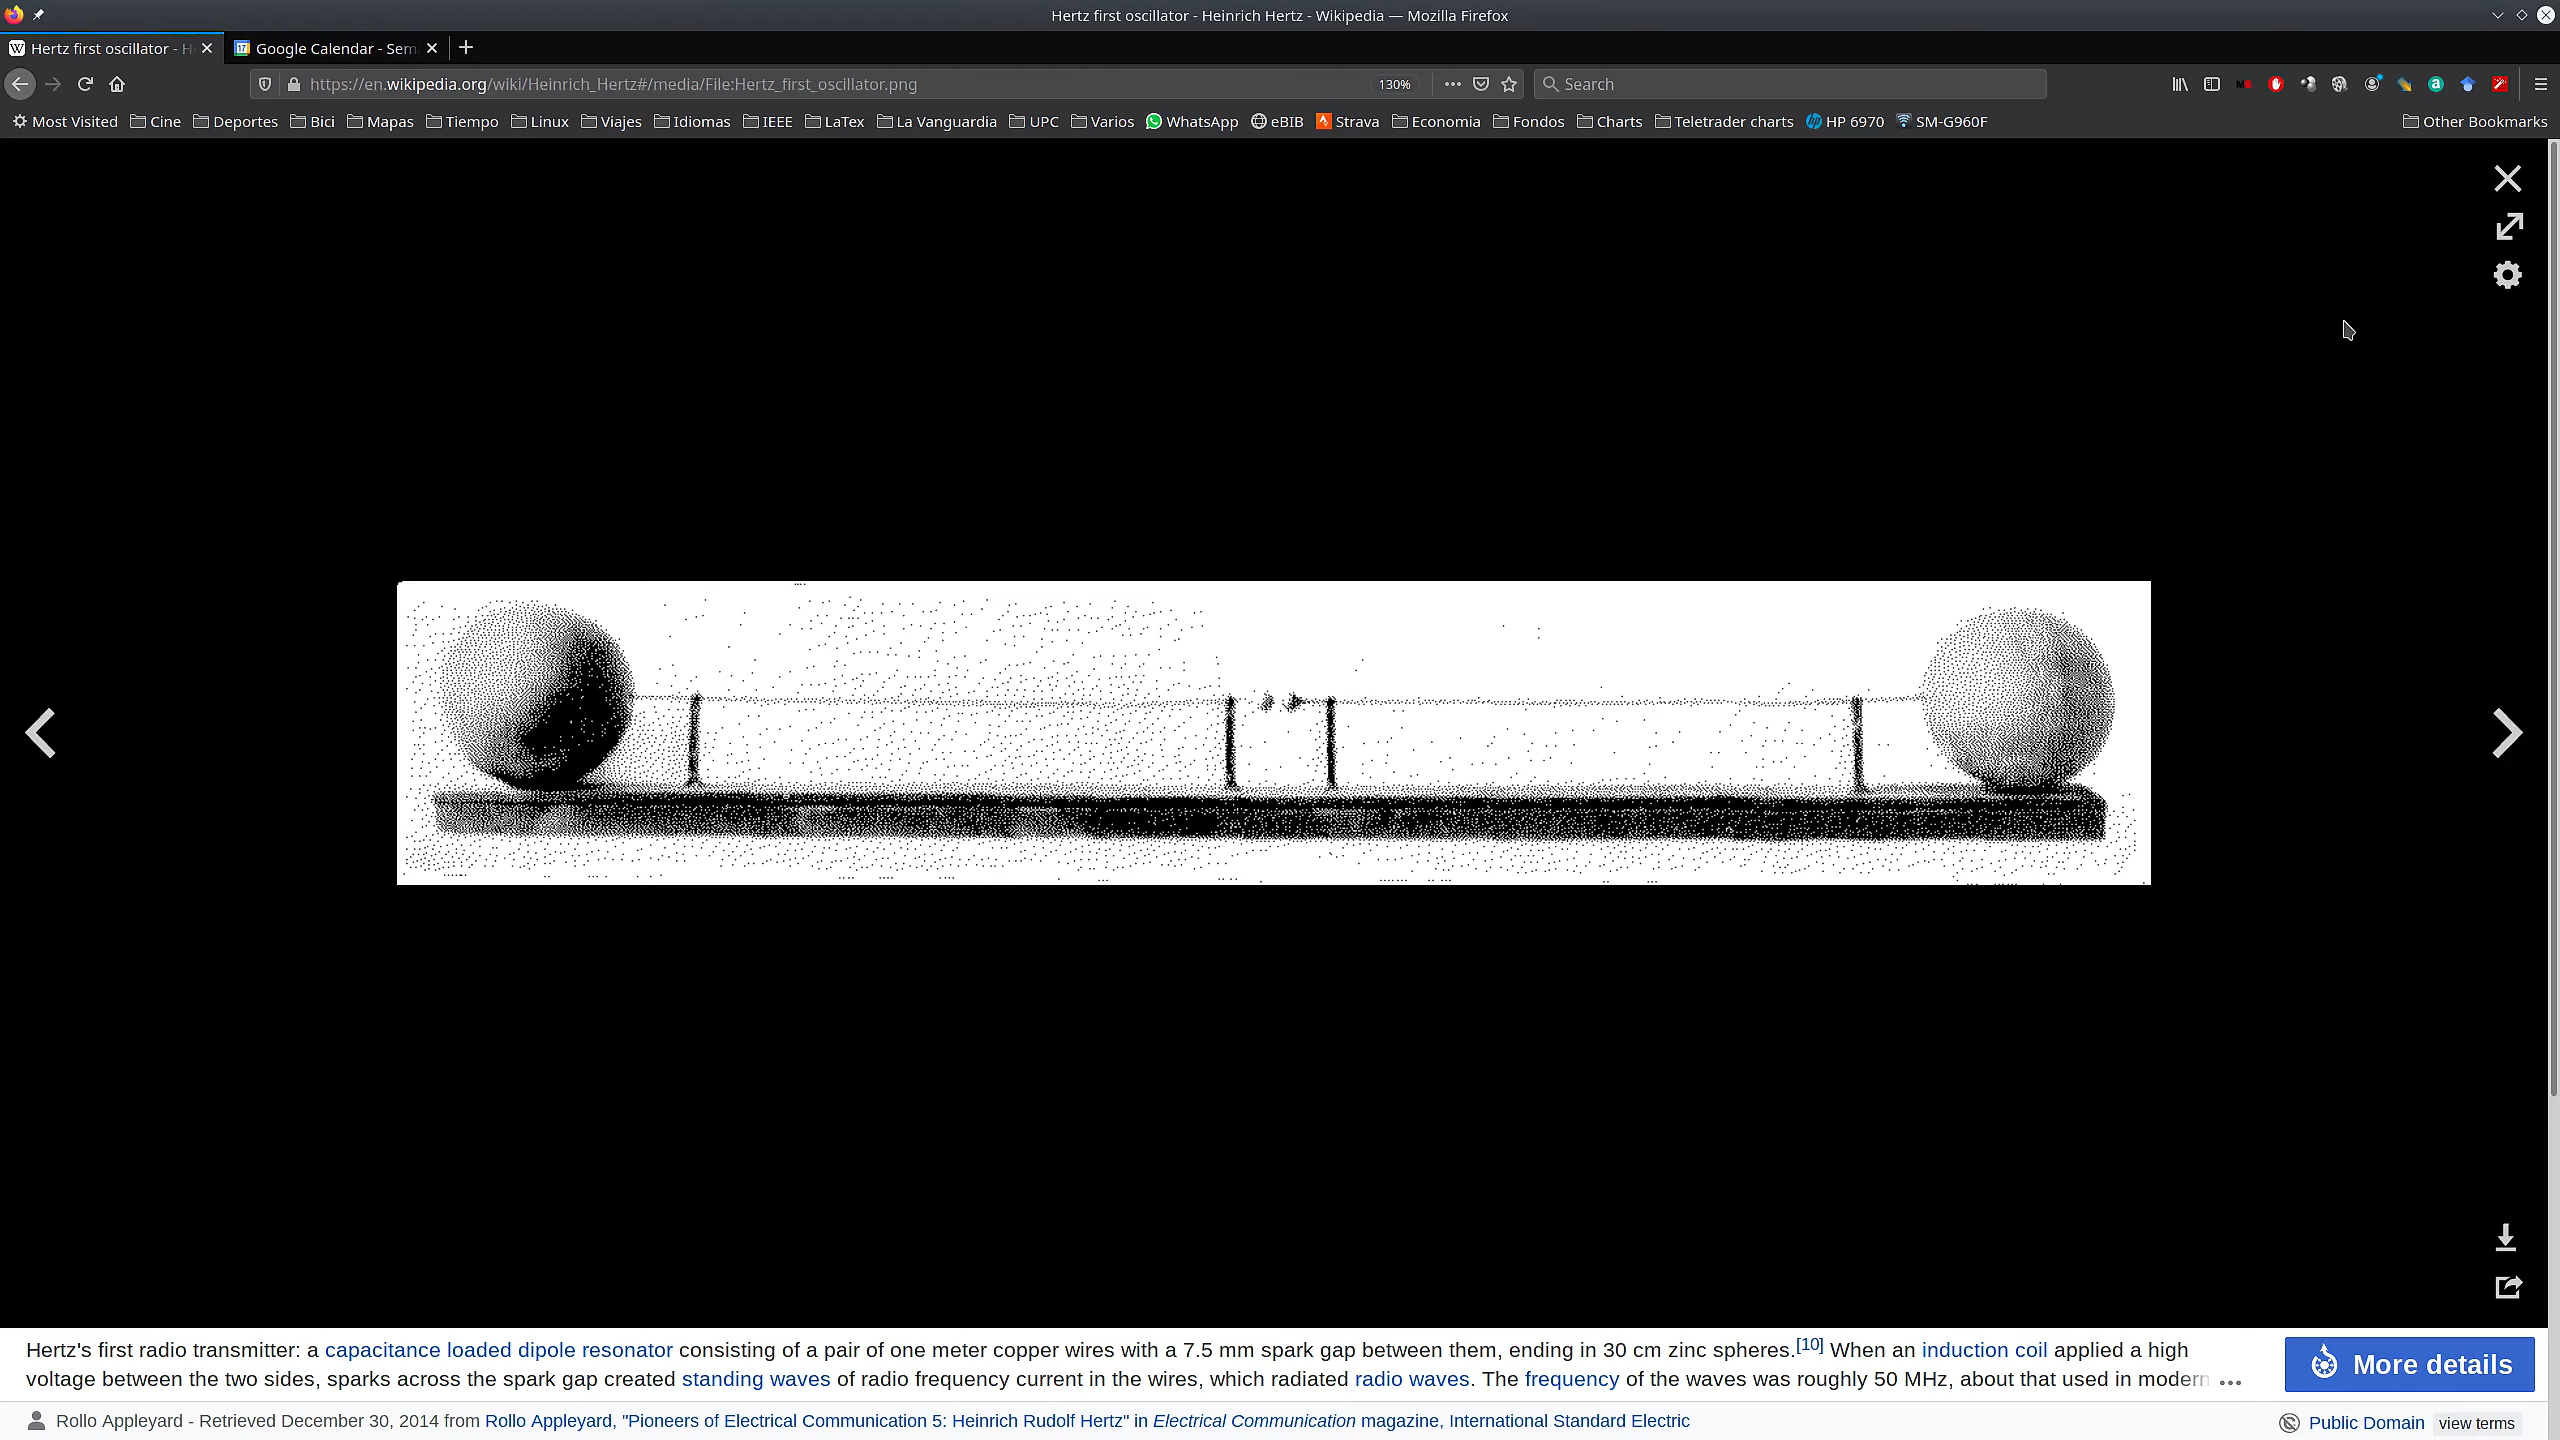 Hertz first oscillator - Heinrich Hertz - Wikipedia — Mozilla Firefox
Hertz first oscillator - H
Google Calendar - Sem
https://en.wikipedia.org/wiki/Heinrich_Hertz#/media/File:Hertz_first_oscillator.png
130%
Search
Most Visited Cine Deportes Bici Mapas Tiempo Linux Viajes Idiomas IEEE LaTex La Vanguardia UPC Varios WhatsApp eBIB Strava Economia Fondos Charts Teletrader charts HP 6970 SM-G960F Other Bookmarks
Hertz's first radio transmitter: a capacitance loaded dipole resonator consisting of a pair of one meter copper wires with a 7.5 mm spark gap between them, ending in 30 cm zinc spheres.[10] When an induction coil applied a high
voltage between the two sides, sparks across the spark gap created standing waves of radio frequency current in the wires, which radiated radio waves. The frequency of the waves was roughly 50 MHz, about that used in modern ...
More details
Rollo Appleyard - Retrieved December 30, 2014 from Rollo Appleyard, "Pioneers of Electrical Communication 5: Heinrich Rudolf Hertz" in Electrical Communication magazine, International Standard Electric
Public Domain view terms